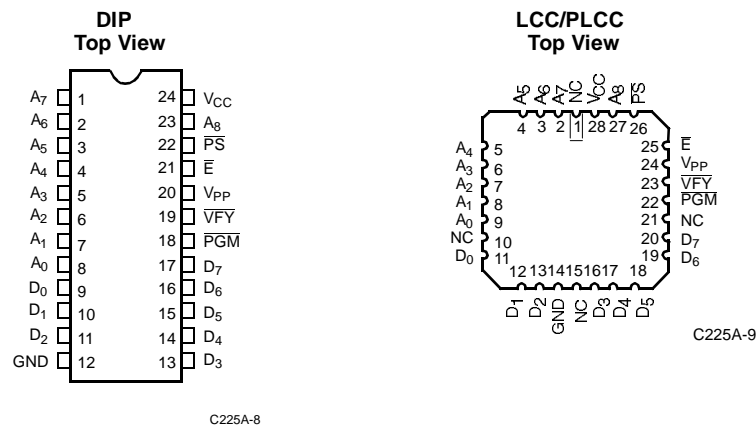 DIP
Top View
A7 1 24 VCC
A6 2 23 A8
A5 3 22 PS
A4 4 21 E
A3 5 20 VPP
A2 6 19 VFY
A1 7 18 PGM
A0 8 17 D7
D0 9 16 D6
D1 10 15 D5
D2 11 14 D4
GND 12 13 D3
C225A-8
LCC/PLCC
Top View
A5 A6 A7 NC VCC A8 PS
4 3 2 1 28 27 26
A4 5 25 E
A3 6 24 VPP
A2 7 23 VFY
A1 8 22 PGM
A0 9 21 NC
NC 10 20 D7
D0 11 19 D6
12 13 14 15 16 17 18
D1 D2 GND NC D3 D4 D5
C225A-9